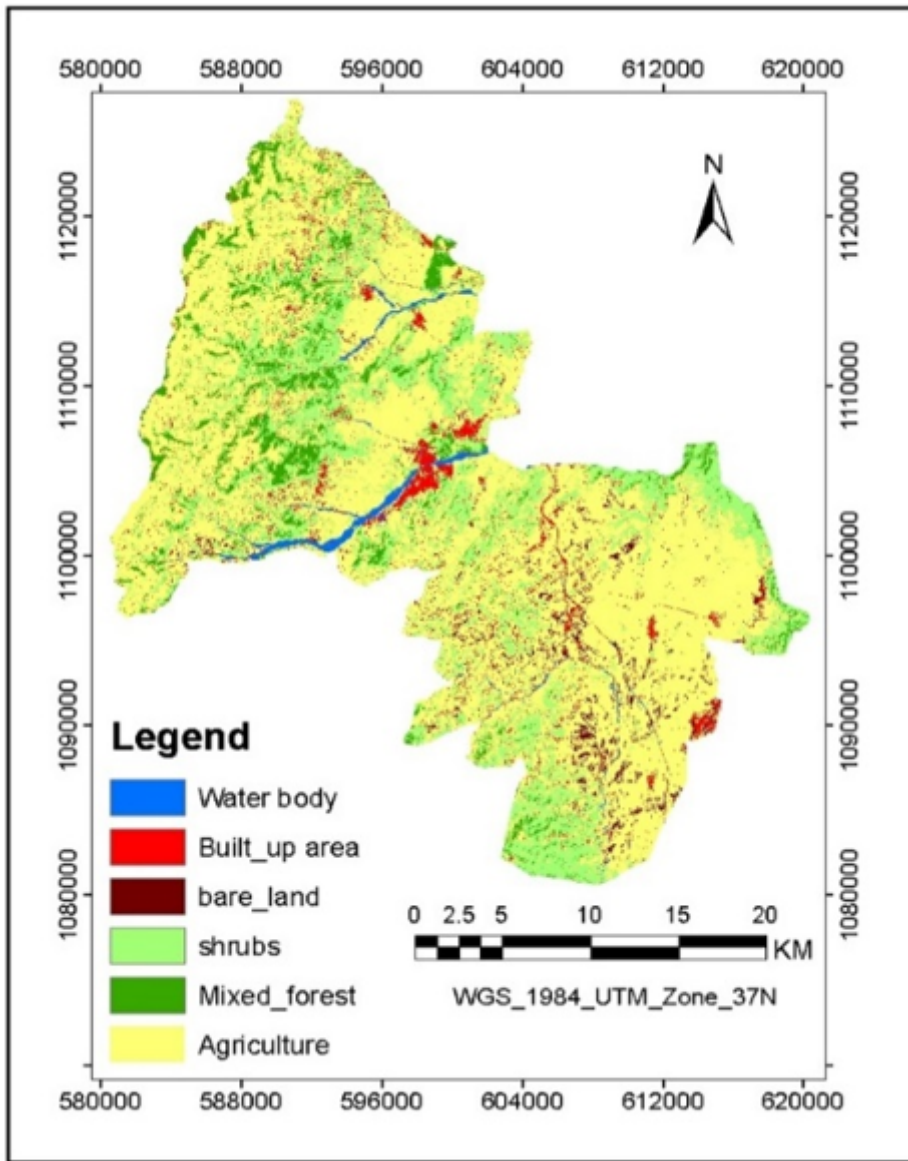 580000 588000 596000 604000 612000 620000
N
1120000 1120000
1110000 1110000
1100000 1100000
1090000 1090000
1080000 1080000
Legend
Water body
Built_up area
bare_land
shrubs
Mixed_forest
Agriculture
0 2.5 5 10 15 20
KM
WGS_1984_UTM_Zone_37N
580000 588000 596000 604000 612000 620000